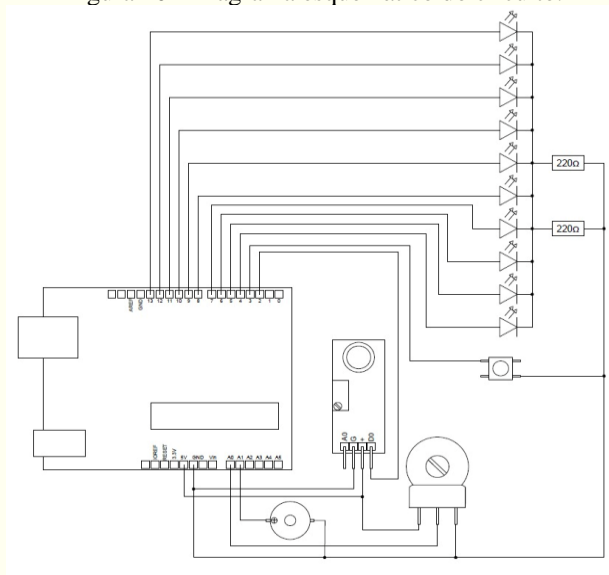 220Ω
220Ω
AREF GND 13 12 11 10 9 8 7 6 5 4 3 2 1 0
A0 G + D0
IOREF RESET 3.3V 5V GND Vin A0 A1 A2 A3 A4 A5